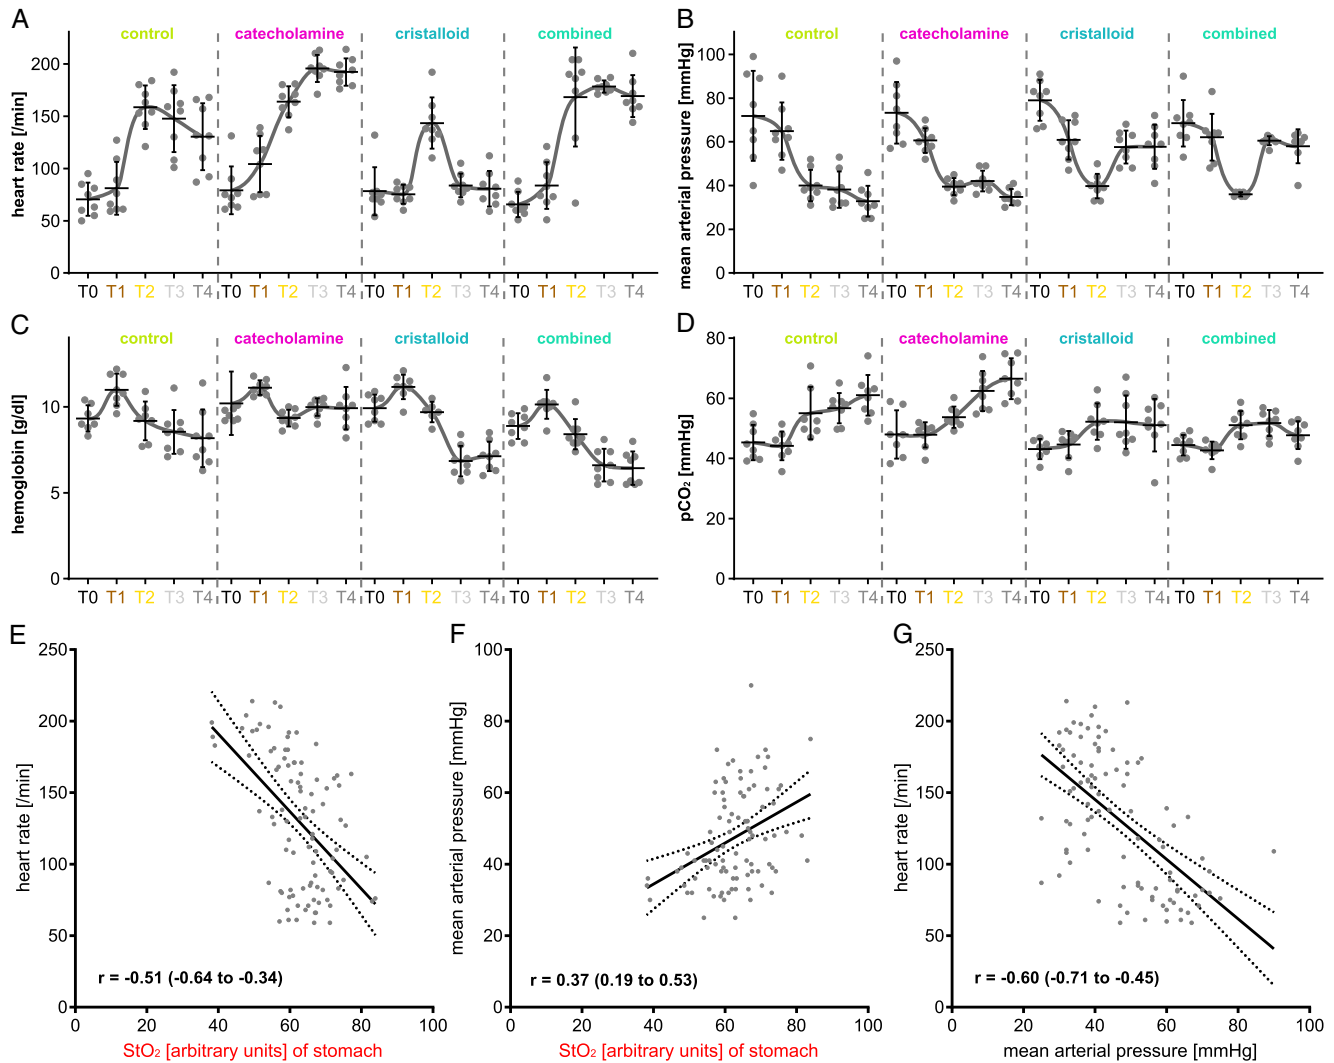 A
control catecholamine cristalloid combined
heart rate [/min]
200
150
100
50
0
T0 T1 T2 T3 T4 T0 T1 T2 T3 T4 T0 T1 T2 T3 T4 T0 T1 T2 T3 T4
B
control catecholamine cristalloid combined
mean arterial pressure [mmHg]
100
80
60
40
20
0
T0 T1 T2 T3 T4 T0 T1 T2 T3 T4 T0 T1 T2 T3 T4 T0 T1 T2 T3 T4
C
control catecholamine cristalloid combined
hemoglobin [g/dl]
10
5
0
T0 T1 T2 T3 T4 T0 T1 T2 T3 T4 T0 T1 T2 T3 T4 T0 T1 T2 T3 T4
D
control catecholamine cristalloid combined
pCO₂ [mmHg]
80
60
40
20
0
T0 T1 T2 T3 T4 T0 T1 T2 T3 T4 T0 T1 T2 T3 T4 T0 T1 T2 T3 T4
E
heart rate [/min]
250
200
150
100
50
0
r = -0.51 (-0.64 to -0.34)
0 20 40 60 80 100
StO₂ [arbitrary units] of stomach
F
mean arterial pressure [mmHg]
100
80
60
40
20
0
r = 0.37 (0.19 to 0.53)
0 20 40 60 80 100
StO₂ [arbitrary units] of stomach
G
heart rate [/min]
250
200
150
100
50
0
r = -0.60 (-0.71 to -0.45)
0 20 40 60 80 100
mean arterial pressure [mmHg]